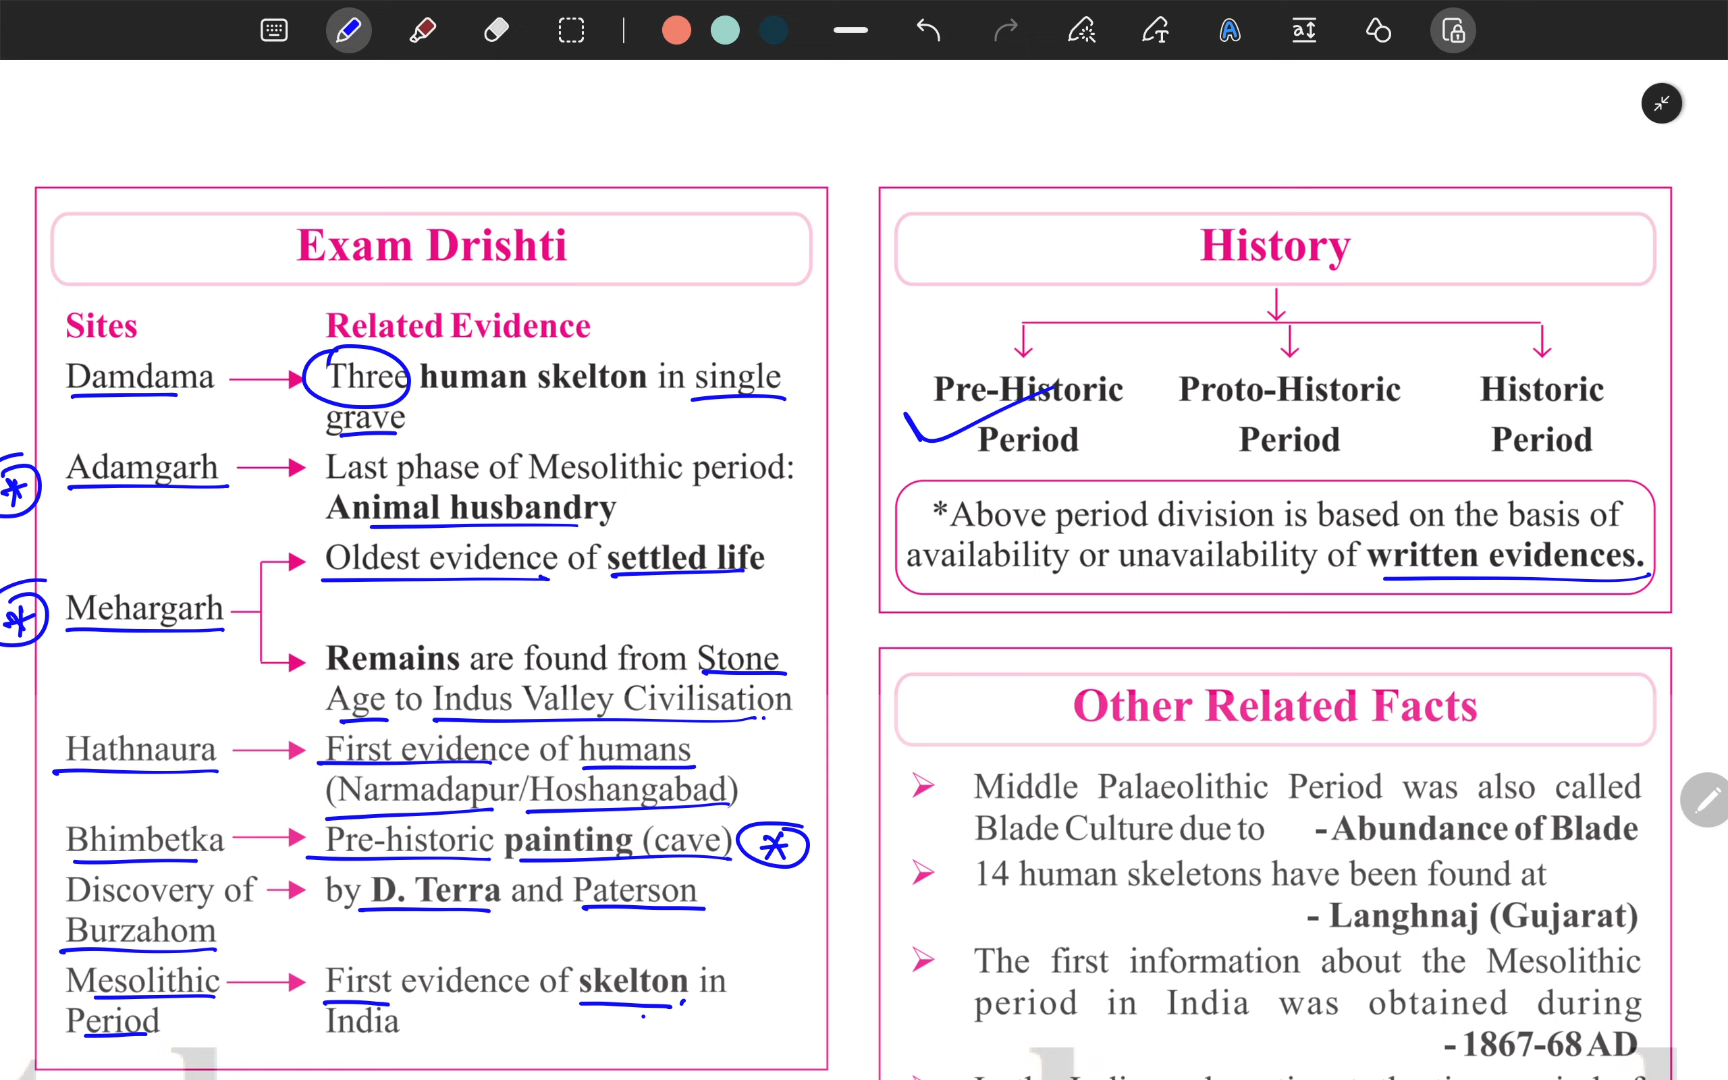 Exam Drishti
Sites Related Evidence
Damdama Three human skelton in single
grave
Adamgarh Last phase of Mesolithic period:
Animal husbandry
Oldest evidence of settled life
Mehargarh
Remains are found from Stone
Age to Indus Valley Civilisation
Hathnaura First evidence of humans
(Narmadapur/Hoshangabad)
Bhimbetka Pre-historic painting (cave)
Discovery of by D. Terra and Paterson
Burzahom
Mesolithic First evidence of skelton in
Period India
History
Pre-Historic Proto-Historic Historic
Period Period Period
*Above period division is based on the basis of
availability or unavailability of written evidences.
Other Related Facts
Middle Palaeolithic Period was also called
Blade Culture due to - Abundance of Blade
14 human skeletons have been found at
- Langhnaj (Gujarat)
The first information about the Mesolithic
period in India was obtained during
- 1867-68 AD